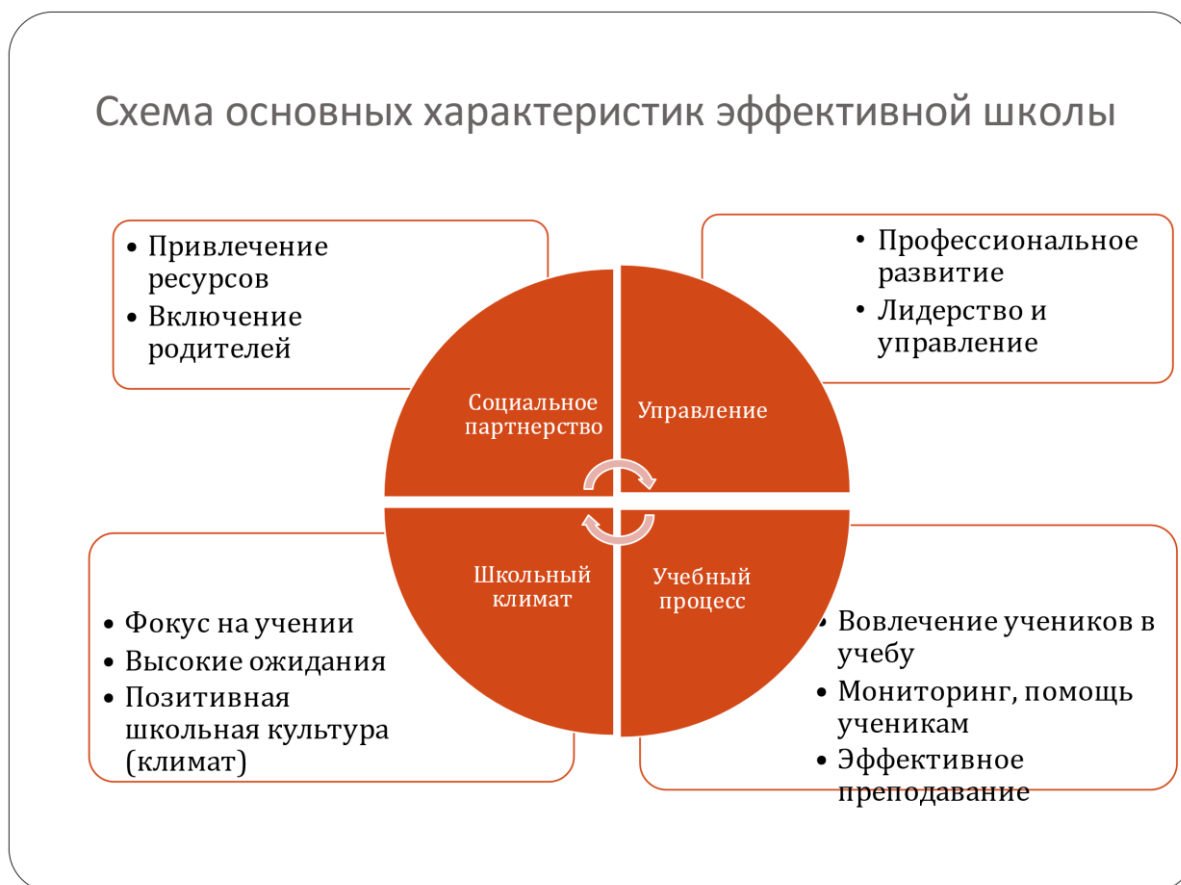 Схема основных характеристик эффективной школы
• Привлечение
ресурсов
• Включение
родителей
• Профессиональное
развитие
• Лидерство и
управление
Социальное
партнерство
Управление
Школьный
климат
Учебный
процесс
• Фокус на учении
• Высокие ожидания
• Позитивная
школьная культура
(климат)
• Вовлечение учеников в
учебу
• Мониторинг, помощь
ученикам
• Эффективное
преподавание